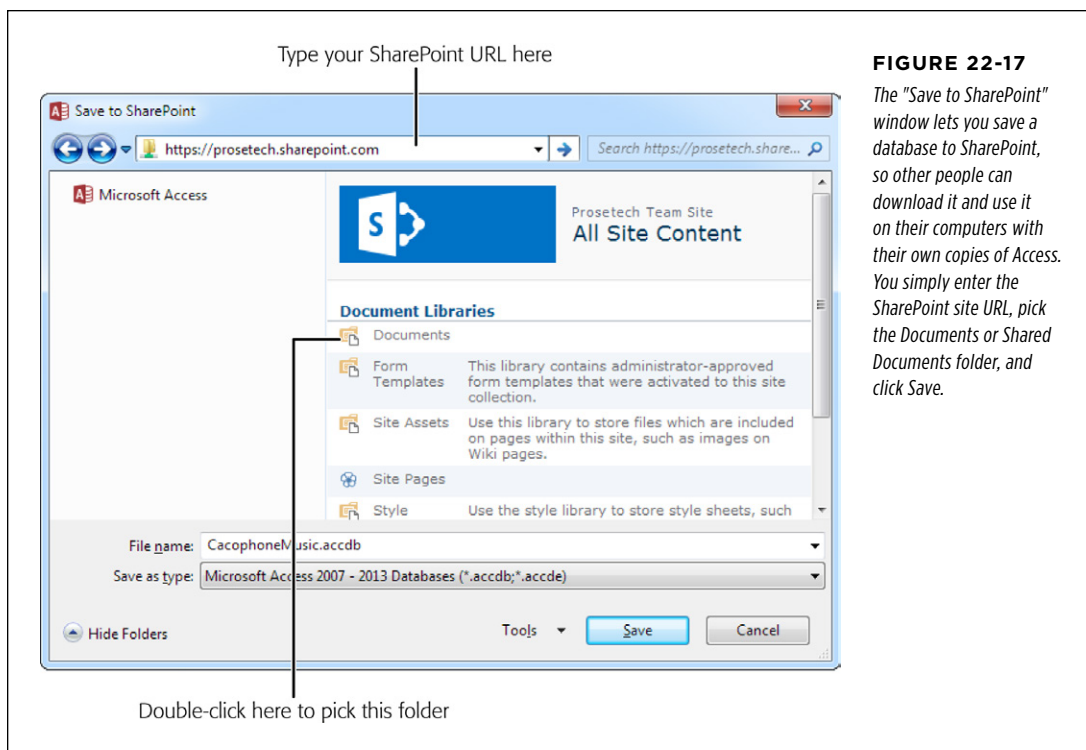 Type your SharePoint URL here
Save to SharePoint
https://prosetech.sharepoint.com
Search https://prosetech.share...
Microsoft Access
S
Prosetech Team Site
All Site Content
Document Libraries
Documents
Form
Templates
This library contains administrator-approved
form templates that were activated to this site
collection.
Site Assets
Use this library to store files which are included
on pages within this site, such as images on
Wiki pages.
Site Pages
Style
Use the style library to store style sheets, such
File name:
CacophoneMusic.accdb
Save as type:
Microsoft Access 2007 - 2013 Databases (*.accdb;*.accde)
Hide Folders
Tools
Save
Cancel
Double-click here to pick this folder
FIGURE 22-17
The "Save to SharePoint"
window lets you save a
database to SharePoint,
so other people can
download it and use it
on their computers with
their own copies of Access.
You simply enter the
SharePoint site URL, pick
the Documents or Shared
Documents folder, and
click Save.